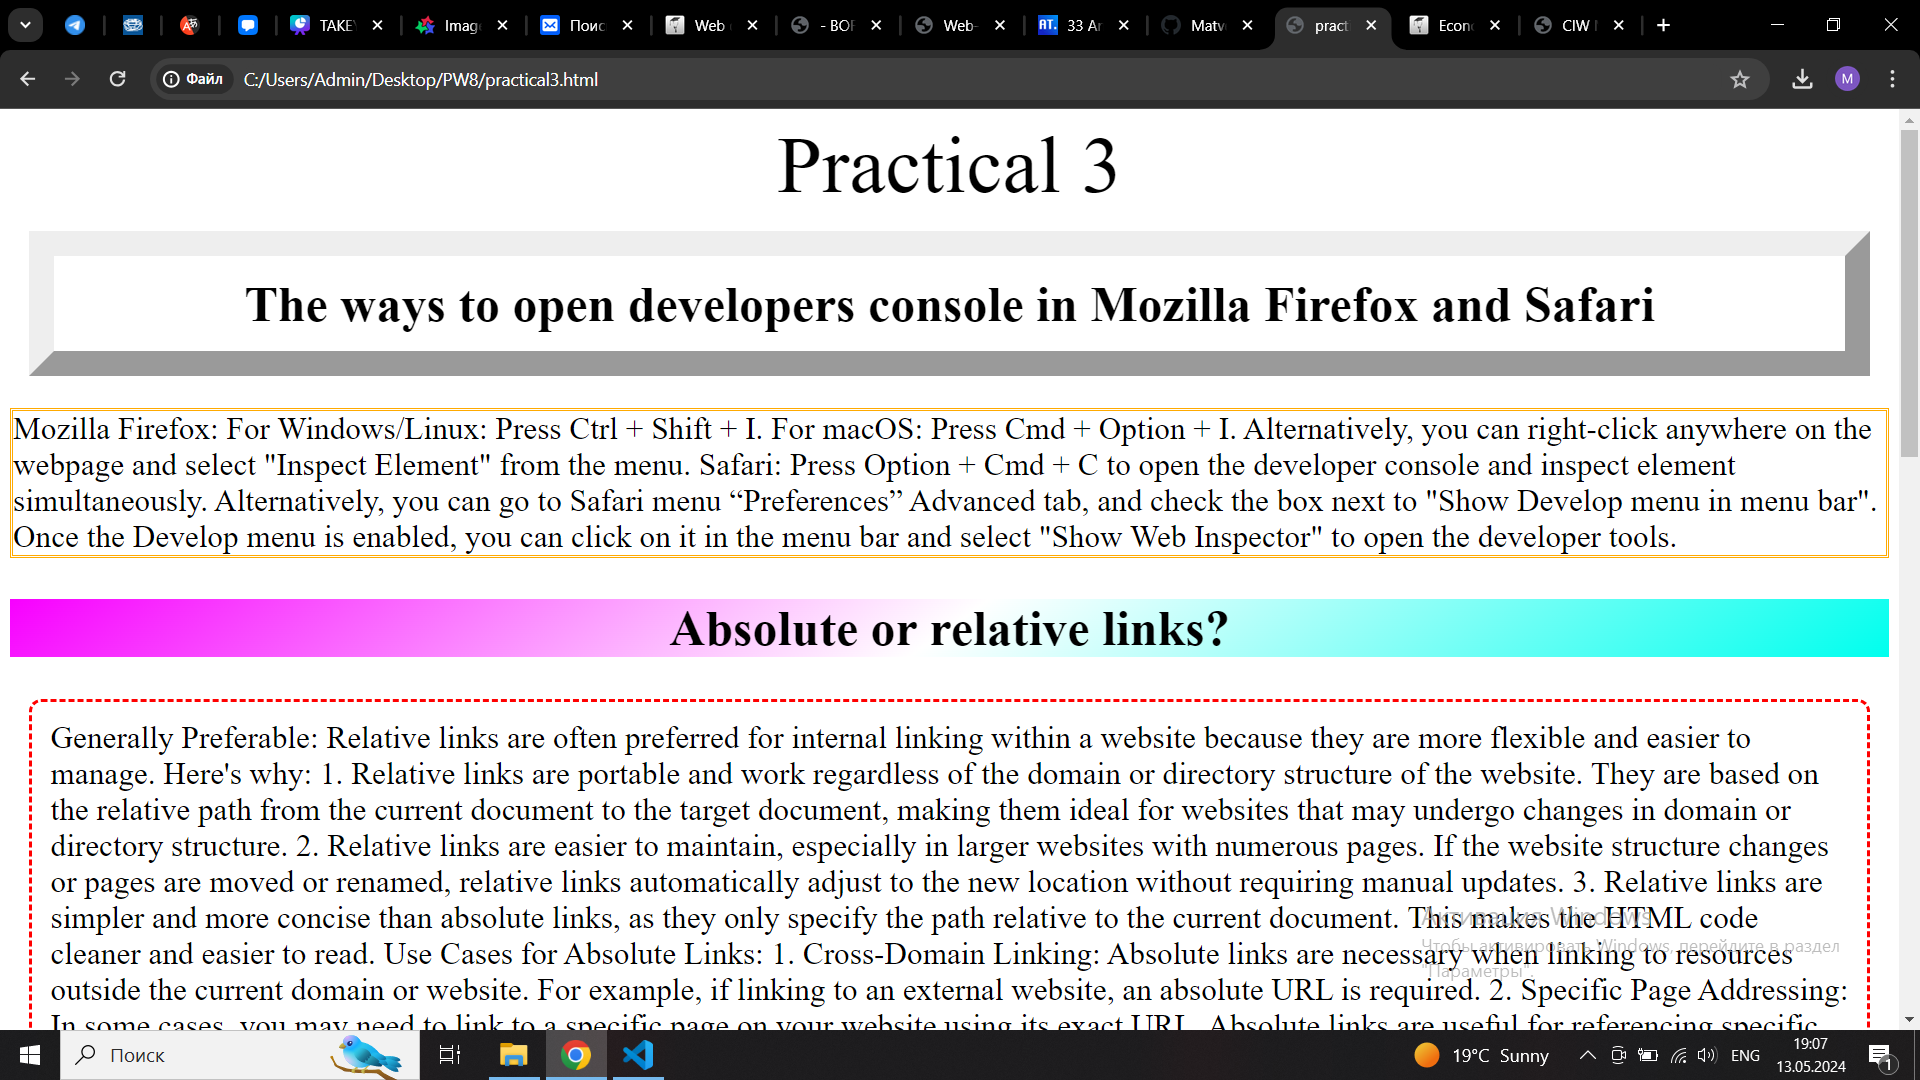 TAKE
Imag
Поис
Web
- BOF
Web-
33 Ar
Matv
pract
Econ
CIW
Файл
C:/Users/Admin/Desktop/PW8/practical3.html
M
Practical 3
The ways to open developers console in Mozilla Firefox and Safari
Mozilla Firefox: For Windows/Linux: Press Ctrl + Shift + I. For macOS: Press Cmd + Option + I. Alternatively, you can right-click anywhere on the
webpage and select "Inspect Element" from the menu. Safari: Press Option + Cmd + C to open the developer console and inspect element
simultaneously. Alternatively, you can go to Safari menu “Preferences” Advanced tab, and check the box next to "Show Develop menu in menu bar".
Once the Develop menu is enabled, you can click on it in the menu bar and select "Show Web Inspector" to open the developer tools.
Absolute or relative links?
Generally Preferable: Relative links are often preferred for internal linking within a website because they are more flexible and easier to
manage. Here's why: 1. Relative links are portable and work regardless of the domain or directory structure of the website. They are based on
the relative path from the current document to the target document, making them ideal for websites that may undergo changes in domain or
directory structure. 2. Relative links are easier to maintain, especially in larger websites with numerous pages. If the website structure changes
or pages are moved or renamed, relative links automatically adjust to the new location without requiring manual updates. 3. Relative links are
simpler and more concise than absolute links, as they only specify the path relative to the current document. This makes the HTML code
cleaner and easier to read. Use Cases for Absolute Links: 1. Cross-Domain Linking: Absolute links are necessary when linking to resources
outside the current domain or website. For example, if linking to an external website, an absolute URL is required. 2. Specific Page Addressing:
In some cases, you may need to link to a specific page on your website using its exact URL. Absolute links are useful for referencing specific
Активация Windows
Чтобы активировать Windows, перейдите в раздел
"Параметры".
Поиск
19°C Sunny
ENG
19:07
13.05.2024
1